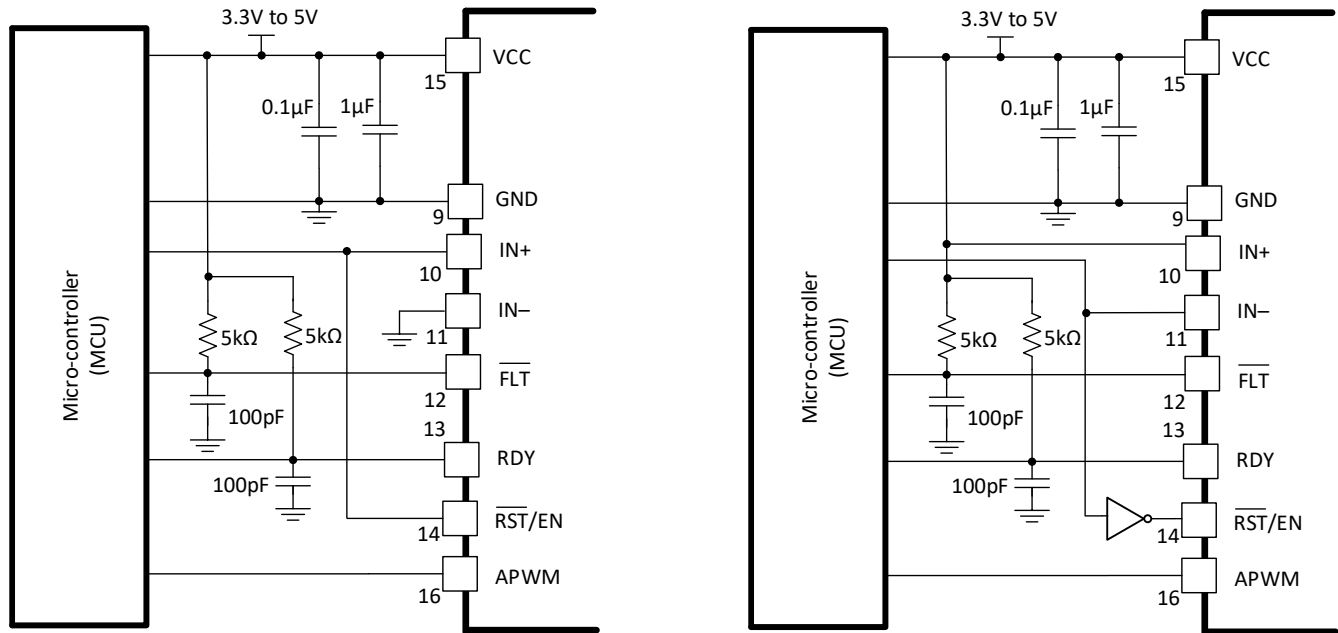 3.3V to 5V
VCC
15
0.1µF
1µF
GND
9
IN+
10
IN–
11
5kΩ
5kΩ
FLT
12
100pF
13
RDY
100pF
RST/EN
14
APWM
16
Micro-controller
(MCU)
3.3V to 5V
VCC
15
0.1µF
1µF
GND
9
IN+
10
IN–
11
5kΩ
5kΩ
FLT
12
100pF
13
RDY
100pF
RST/EN
14
APWM
16
Micro-controller
(MCU)